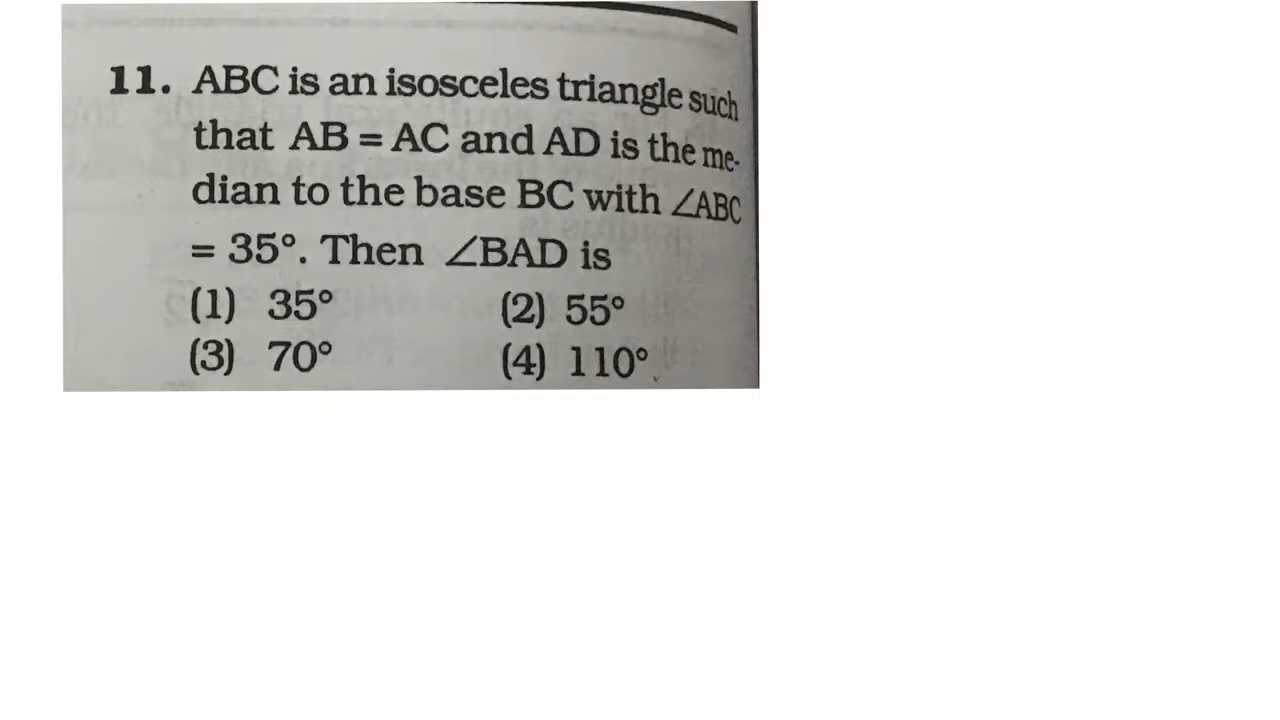 11. ABC is an isosceles triangle such
that AB = AC and AD is the me-
dian to the base BC with ∠ABC
= 35°. Then ∠BAD is
(1) 35° (2) 55°
(3) 70° (4) 110°